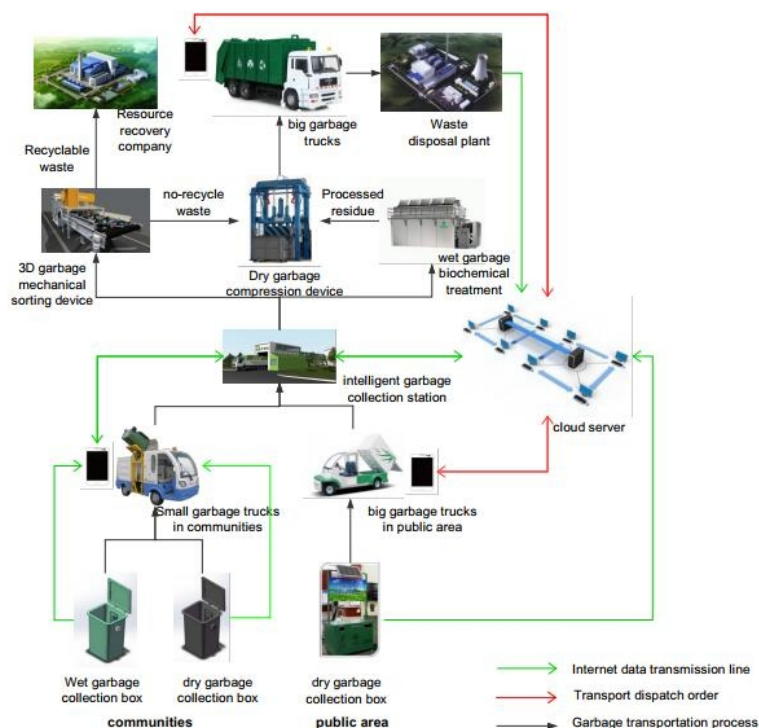 Resource
recovery
company
big garbage
trucks
Waste
disposal plant
Recyclable
waste
no-recycle
waste
Processed
residue
3D garbage
mechanical
sorting device
Dry garbage
compression device
wet garbage
biochemical
treatment
intelligent garbage
collection station
cloud server
Small garbage trucks
in communities
big garbage trucks
in public area
Wet garbage
collection box
dry garbage
collection box
dry garbage
collection box
communities
public area
Internet data transmission line
Transport dispatch order
Garbage transportation process